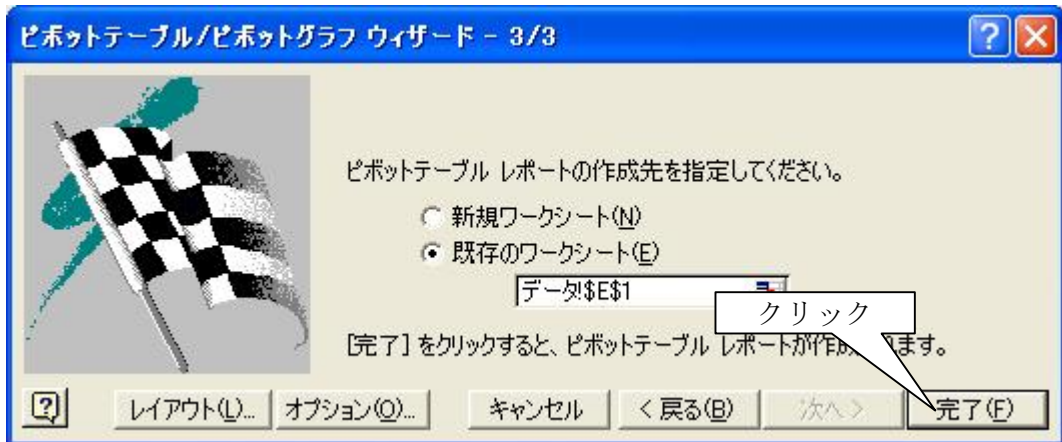 ピボットテーブル/ピボットグラフ ウィザード - 3/3
ピボットテーブル レポートの作成先を指定してください。
新規ワークシート(N)
既存のワークシート(E)
データ!$E$1
クリック
[完了] をクリックすると、ピボットテーブル レポートが作成されます。
レイアウト(L)... オプション(O)... キャンセル < 戻る(B) 次へ > 完了(F)